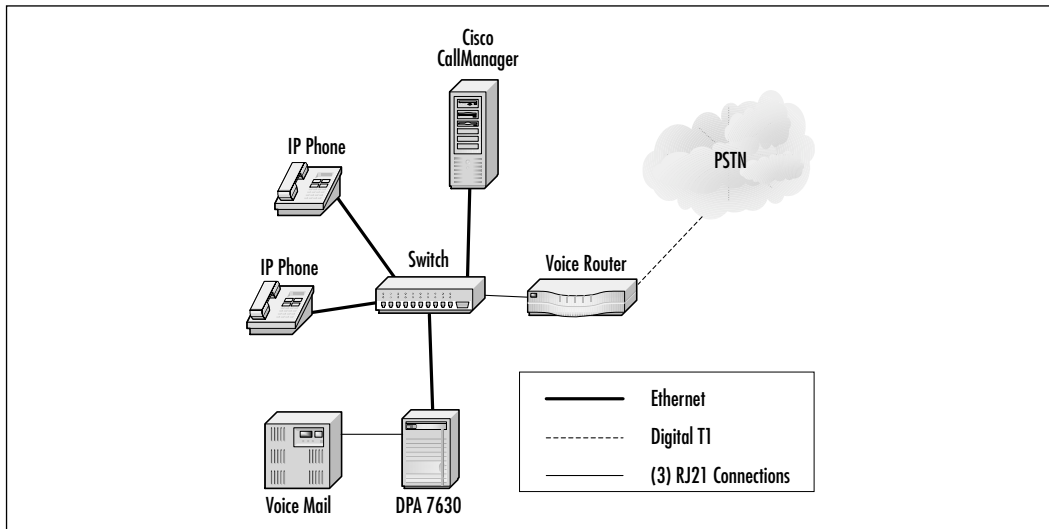 Cisco
CallManager
IP Phone
PSTN
IP Phone
Switch
Voice Router
Ethernet
Digital T1
(3) RJ21 Connections
Voice Mail
DPA 7630